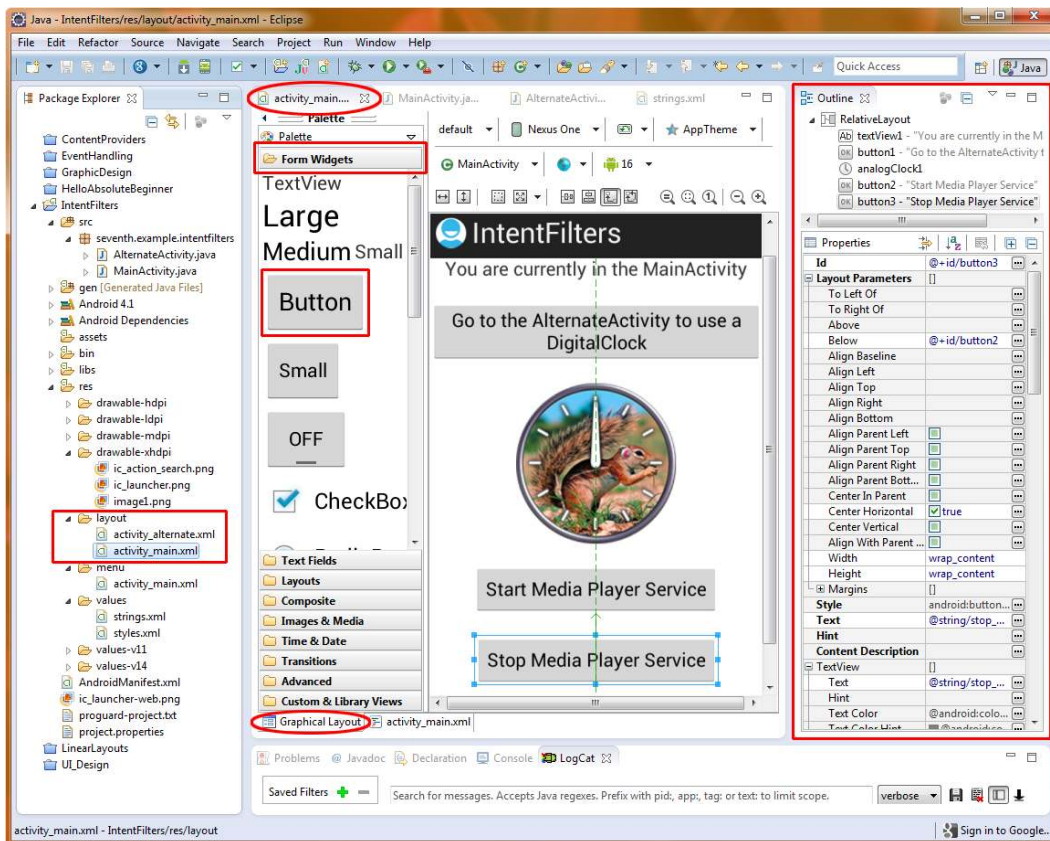 Java - IntentFilters/res/layout/activity_main.xml - Eclipse
File Edit Refactor Source Navigate Search Project Run Window Help
Quick Access
Java
Package Explorer
ContentProviders
EventHandling
GraphicDesign
HelloAbsoluteBeginner
IntentFilters
src
seventh.example.intentfilters
AlternateActivity.java
MainActivity.java
gen [Generated Java Files]
Android 4.1
Android Dependencies
assets
bin
libs
res
drawable-hdpi
drawable-ldpi
drawable-mdpi
drawable-xhdpi
ic_action_search.png
ic_launcher.png
image1.png
layout
activity_alternate.xml
activity_main.xml
menu
activity_main.xml
values
strings.xml
styles.xml
values-v11
values-v14
AndroidManifest.xml
ic_launcher-web.png
proguard-project.txt
project.properties
LinearLayouts
UI_Design
activity_main....
MainActivity.ja...
AlternateActivi...
strings.xml
Palette
Palette
Form Widgets
TextView
Large
Medium Small
Button
Small
OFF
CheckBox
Text Fields
Layouts
Composite
Images & Media
Time & Date
Transitions
Advanced
Custom & Library Views
default Nexus One AppTheme
MainActivity 16
IntentFilters
You are currently in the MainActivity
Go to the AlternateActivity to use a
DigitalClock
Start Media Player Service
Stop Media Player Service
Graphical Layout activity_main.xml
Outline
RelativeLayout
Ab textView1 - "You are currently in the M
OK button1 - "Go to the AlternateActivity t
analogClock1
OK button2 - "Start Media Player Service"
OK button3 - "Stop Media Player Service"
Properties
Id @+id/button3
Layout Parameters []
To Left Of
To Right Of
Above
Below @+id/button2
Align Baseline
Align Left
Align Top
Align Right
Align Bottom
Align Parent Left
Align Parent Top
Align Parent Right
Align Parent Bott...
Center In Parent
Center Horizontal true
Center Vertical
Align With Parent ...
Width wrap_content
Height wrap_content
Margins []
Style android:button...
Text @string/stop_...
Hint
Content Description
TextView []
Text @string/stop_...
Hint
Text Color @android:colo...
Text Color Hint
Problems @ Javadoc Declaration Console LogCat
Saved Filters
Search for messages. Accepts Java regexes. Prefix with pid:, app:, tag: or text: to limit scope.
verbose
activity_main.xml - IntentFilters/res/layout
Sign in to Google...